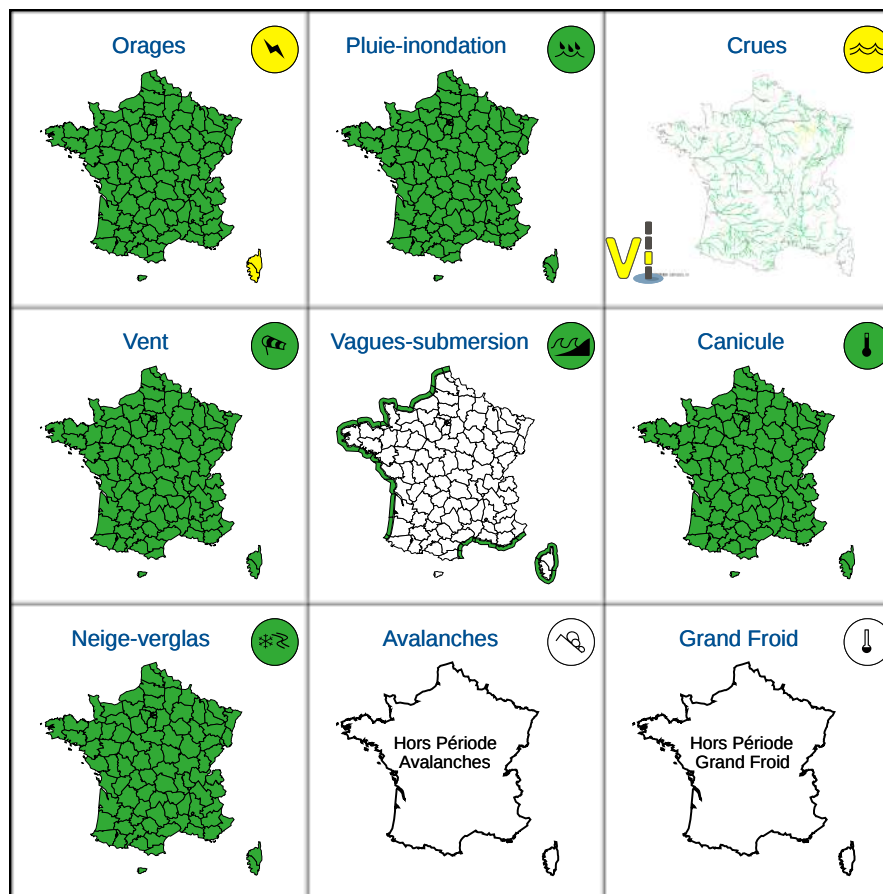 Orages
Pluie-inondation
Crues
Vi
Vent
Vagues-submersion
Canicule
Neige-verglas
Avalanches
Grand Froid
Hors Période
Avalanches
Hors Période
Grand Froid